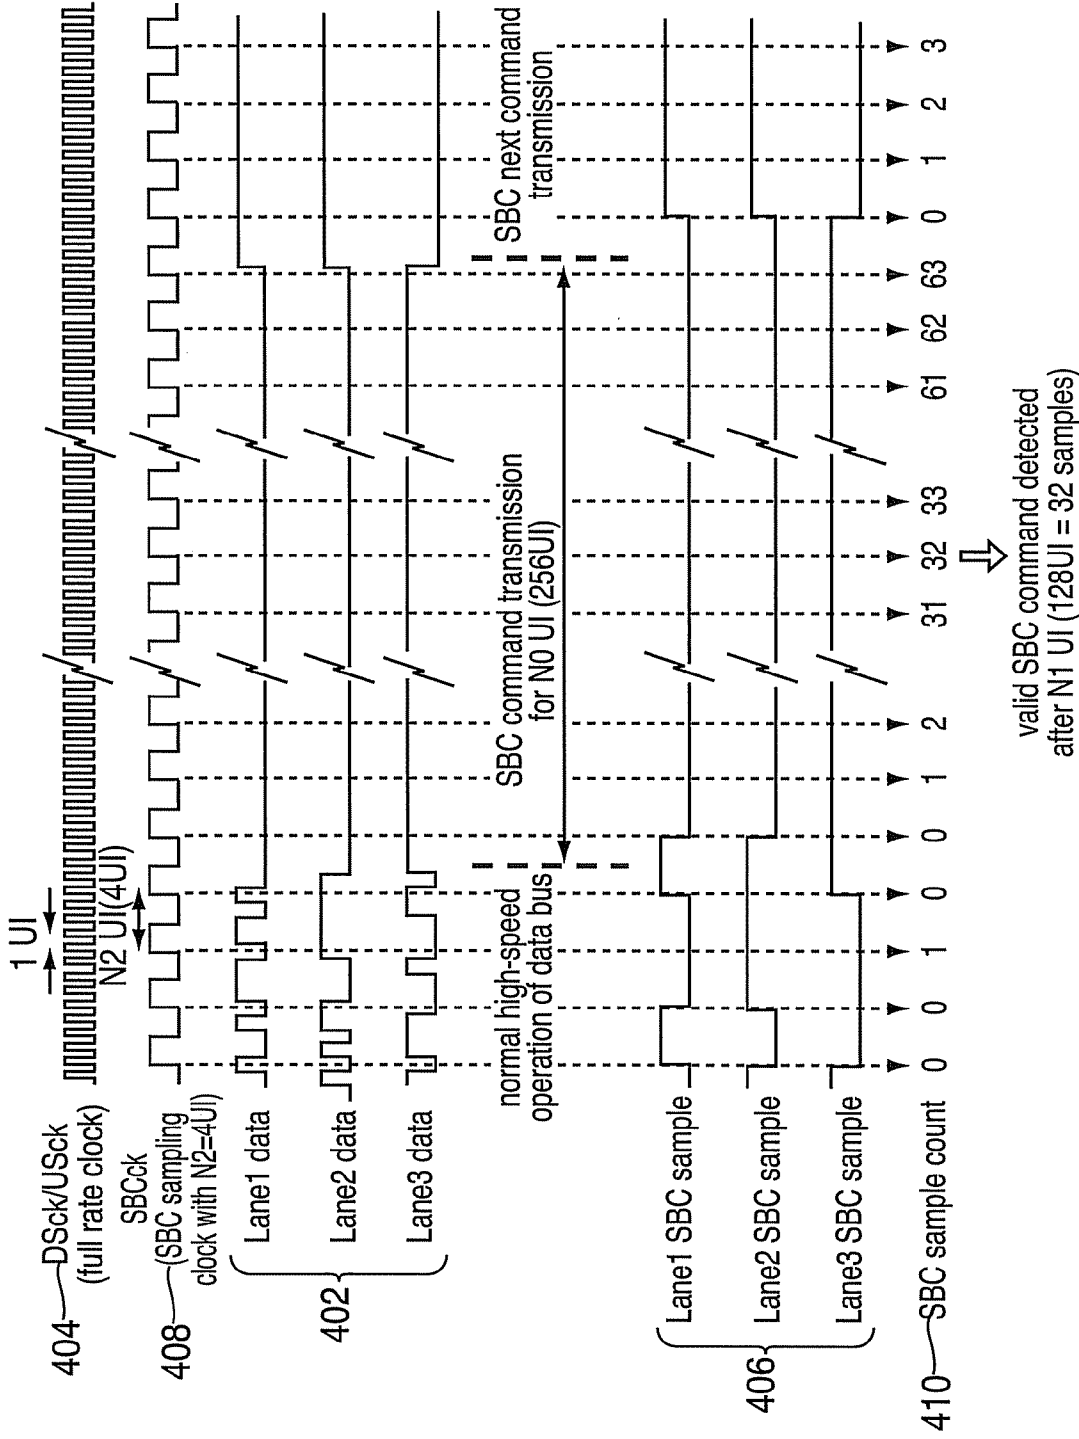 1 UI
404
DSck/USck
(full rate clock)
N2 UI(4UI)
408
SBCck
(SBC sampling
clock with N2=4UI)
402
Lane1 data
Lane2 data
Lane3 data
normal high-speed
operation of data bus
SBC command transmission
for N0 UI (256UI)
SBC next command
transmission
406
Lane1 SBC sample
Lane2 SBC sample
Lane3 SBC sample
410
SBC sample count
0 0 1 0 0 1 2 31 32 33 61 62 63 0 1 2 3
valid SBC command detected
after N1 UI (128UI = 32 samples)